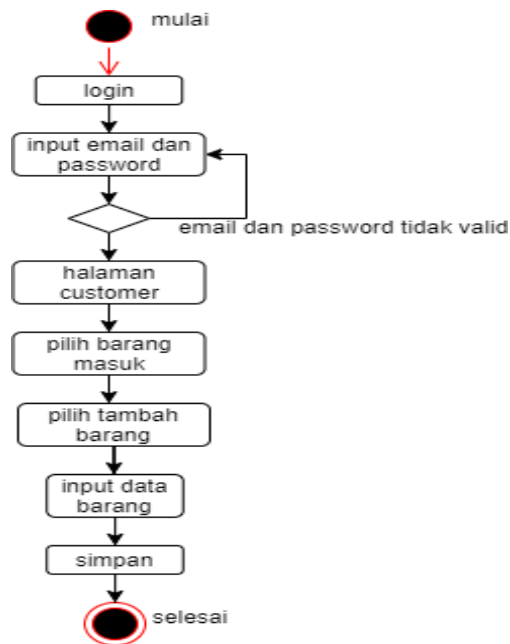 mulai
login
input email dan
password
email dan password tidak valid
halaman
customer
pilih barang
masuk
pilih tambah
barang
input data
barang
simpan
selesai